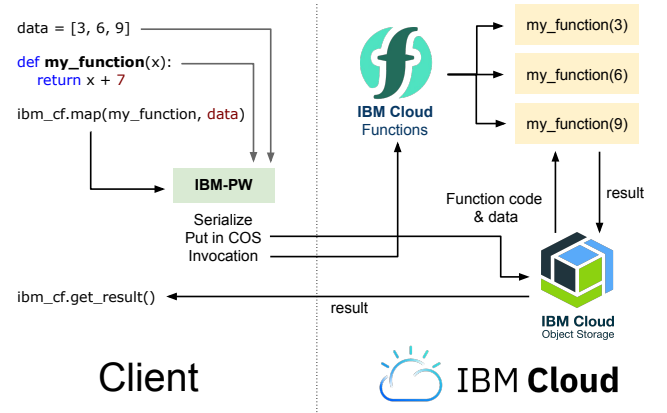 data = [3, 6, 9]
def my_function(x):
return x + 7
ibm_cf.map(my_function, data)
IBM-PW
Serialize
Put in COS
Invocation
ibm_cf.get_result()
Client
IBM Cloud
Functions
my_function(3)
my_function(6)
my_function(9)
Function code
& data
result
IBM Cloud
Object Storage
result
IBM Cloud